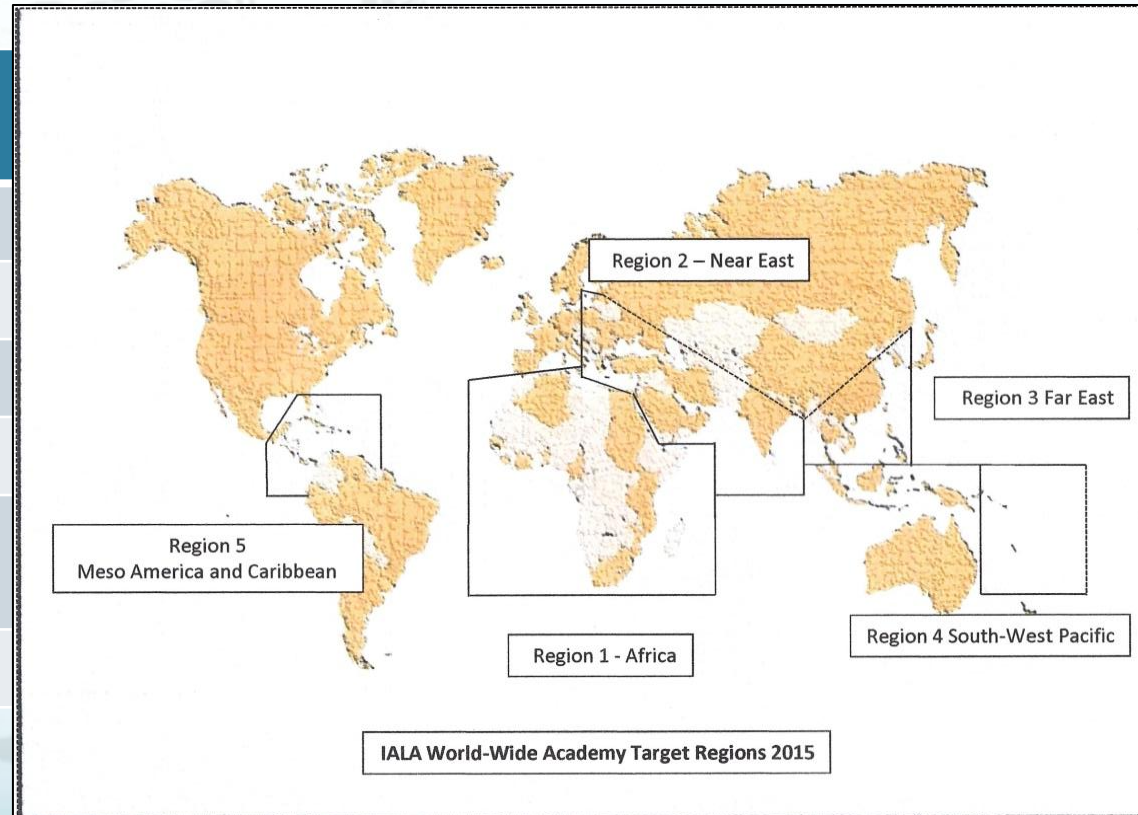 Region 2 – Near East
Region 3 Far East
Region 5
Meso America and Caribbean
Region 4 South-West Pacific
Region 1 - Africa
IALA World-Wide Academy Target Regions 2015